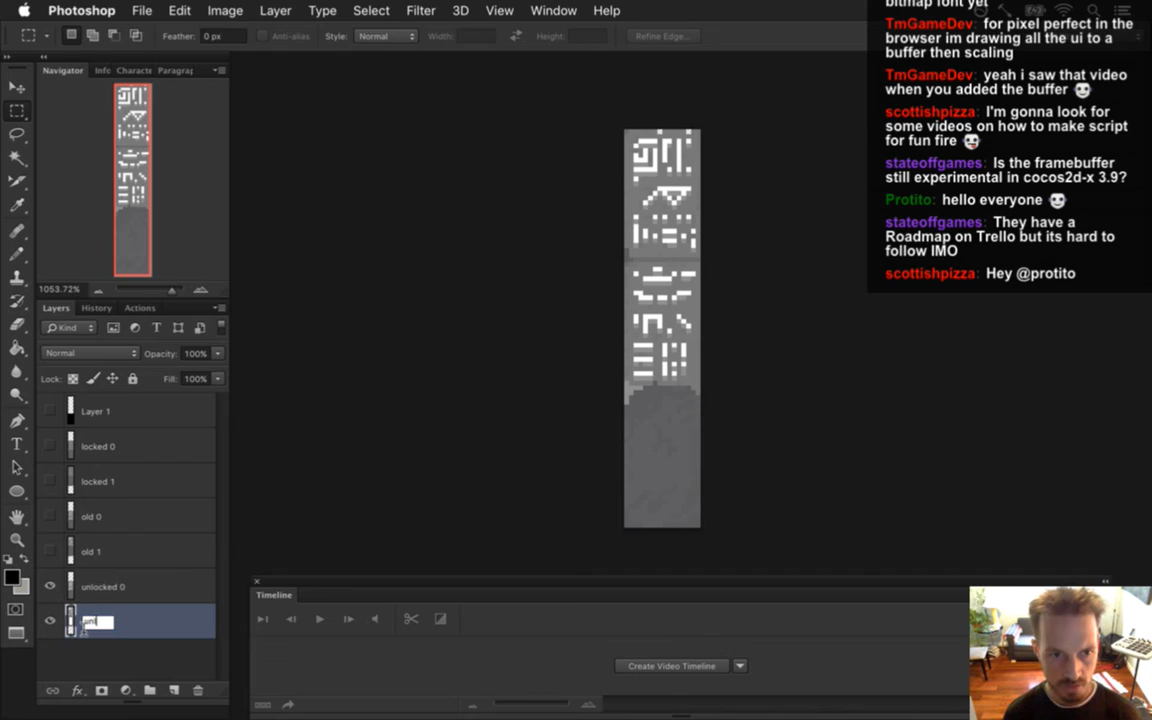 Photoshop File Edit Image Layer Type Select Filter 3D View Window Help
Feather: 0 px Anti-alias Style: Normal Width: Height: Refine Edge...
Navigator Info Characte Paragra
1053.72%
Layers History Actions
Kind
Normal Opacity: 100%
Lock: Fill: 100%
Layer 1
locked 0
locked 1
old 0
old 1
unlocked 0
unl
Timeline
Create Video Timeline
bitmap font yet
TmGameDev: for pixel perfect in the
browser im drawing all the ui to a
buffer then scaling
TmGameDev: yeah i saw that video
when you added the buffer
scottishpizza: I'm gonna look for
some videos on how to make script
for fun fire
stateoffgames: Is the framebuffer
still experimental in cocos2d-x 3.9?
Protito: hello everyone
stateoffgames: They have a
Roadmap on Trello but its hard to
follow IMO
scottishpizza: Hey @protito